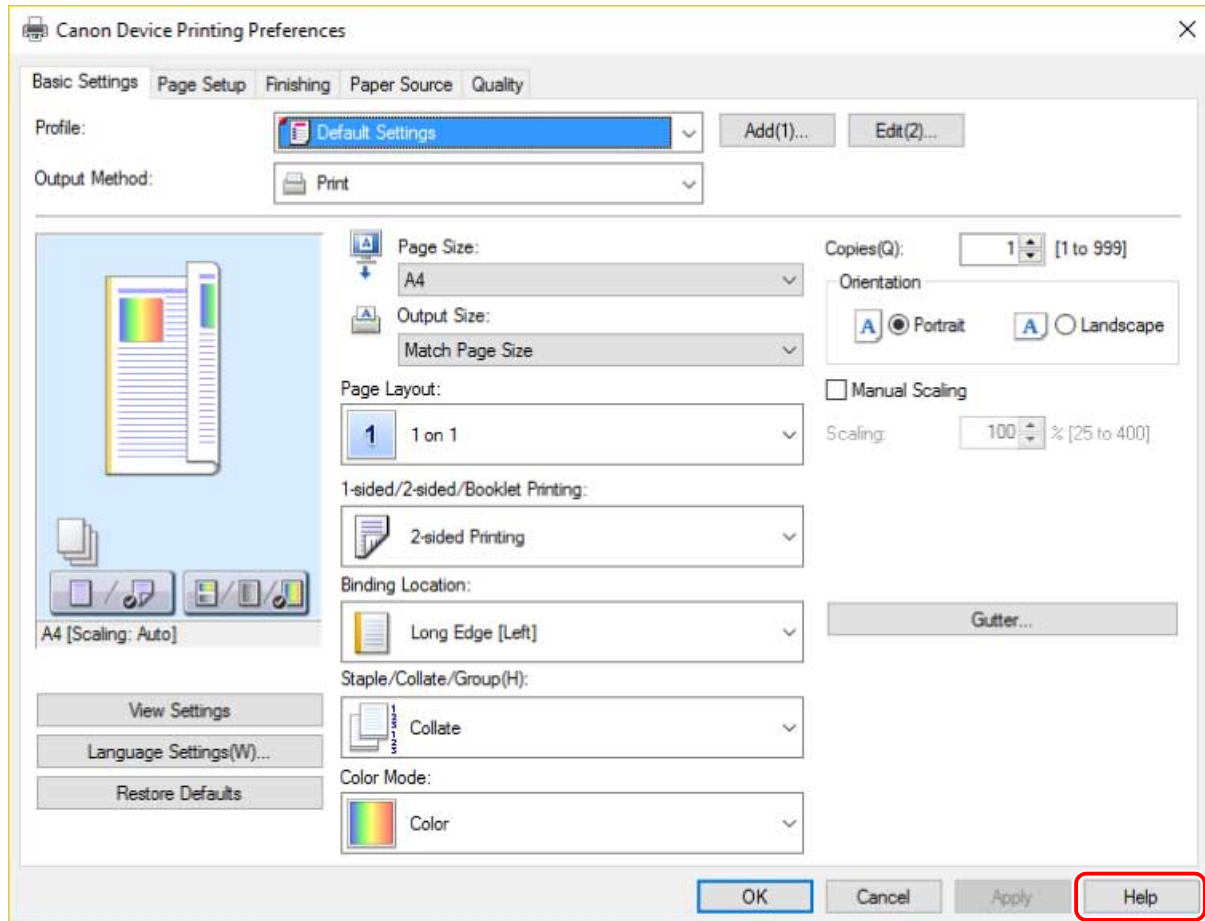 Canon Device Printing Preferences
Basic Settings Page Setup Finishing Paper Source Quality
Profile: Default Settings Add(1)... Edit(2)...
Output Method: Print
Page Size:
A4
Output Size:
Match Page Size
Page Layout:
1 1 on 1
1-sided/2-sided/Booklet Printing:
2-sided Printing
Binding Location:
Long Edge [Left]
Staple/Collate/Group(H):
Collate
Color Mode:
Color
Copies(Q): 1 [1 to 999]
Orientation
A Portrait A Landscape
Manual Scaling
Scaling: 100 % [25 to 400]
Gutter...
A4 [Scaling: Auto]
View Settings
Language Settings(W)...
Restore Defaults
OK Cancel Apply Help